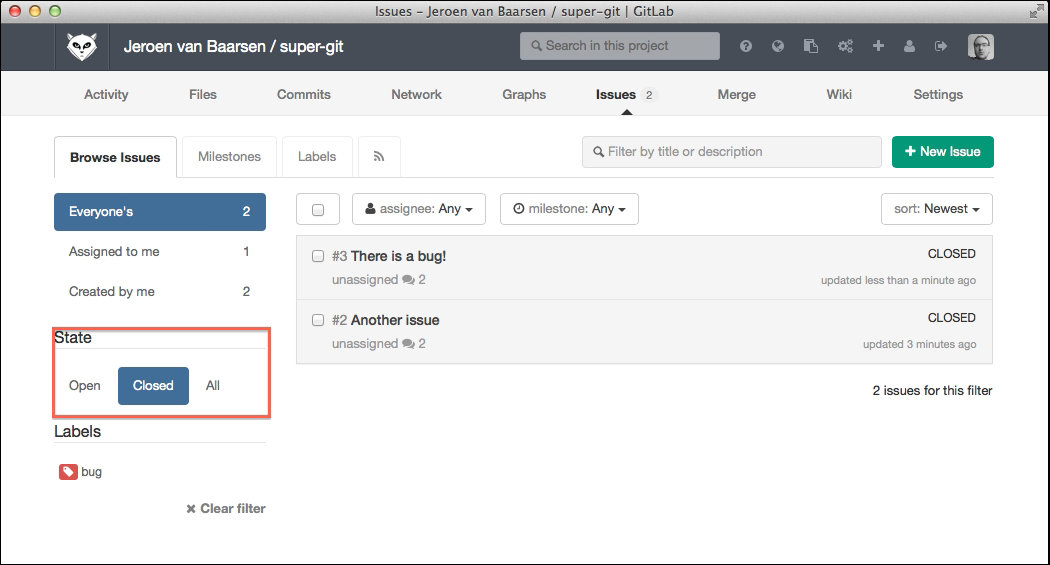 Issues - Jeroen van Baarsen / super-git | GitLab
Jeroen van Baarsen / super-git Search in this project
Activity Files Commits Network Graphs Issues 2 Merge Wiki Settings
Browse Issues Milestones Labels Filter by title or description + New Issue
Everyone's 2 assignee: Any milestone: Any sort: Newest
Assigned to me 1
Created by me 2
#3 There is a bug! CLOSED
unassigned 2 updated less than a minute ago
#2 Another issue CLOSED
unassigned 2 updated 3 minutes ago
2 issues for this filter
State
Open Closed All
Labels
bug
Clear filter